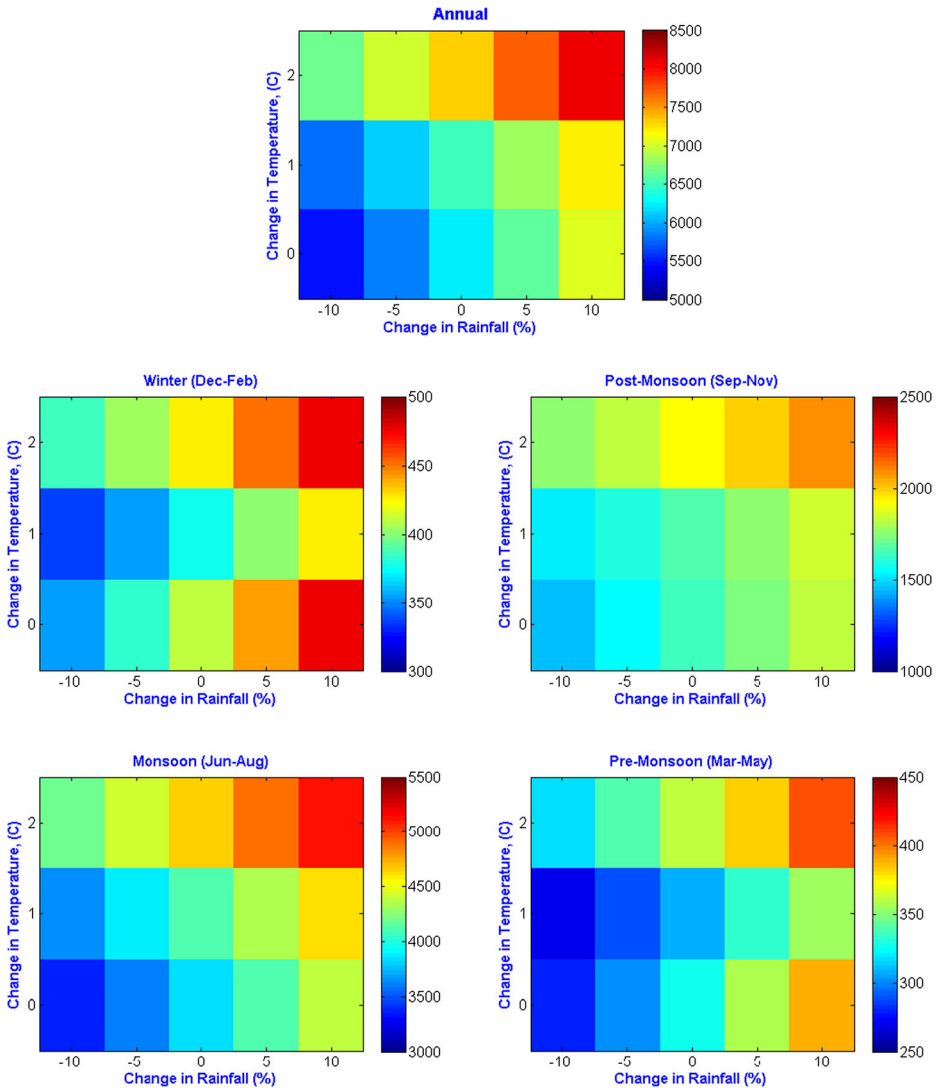 Annual
Change in Temperature, (C)
2
1
0
-10 -5 0 5 10
Change in Rainfall (%)
8500
8000
7500
7000
6500
6000
5500
5000
Winter (Dec-Feb)
Change in Temperature, (C)
2
1
0
-10 -5 0 5 10
Change in Rainfall (%)
500
450
400
350
300
Post-Monsoon (Sep-Nov)
Change in Temperature, (C)
2
1
0
-10 -5 0 5 10
Change in Rainfall (%)
2500
2000
1500
1000
Monsoon (Jun-Aug)
Change in Temperature, (C)
2
1
0
-10 -5 0 5 10
Change in Rainfall (%)
5500
5000
4500
4000
3500
3000
Pre-Monsoon (Mar-May)
Change in Temperature, (C)
2
1
0
-10 -5 0 5 10
Change in Rainfall (%)
450
400
350
300
250